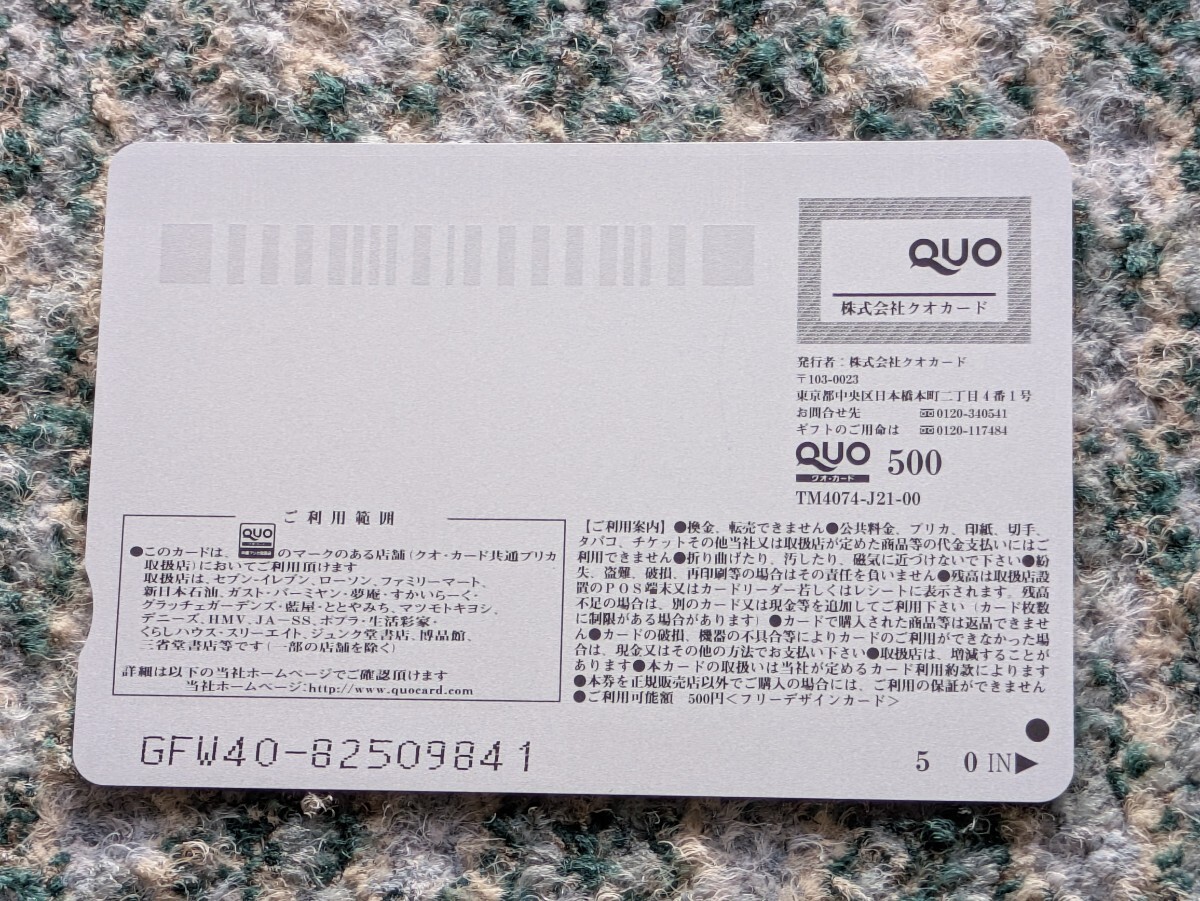 QUO
株式会社クオカード
発行者：株式会社クオカード
〒103-0023
東京都中央区日本橋本町二丁目4番1号
お問合せ先 0120-340541
ギフトのご用命は 0120-117484
QUO 500
クオ・カード
TM4074-J21-00
ご利用範囲
●このカードは、QUOのマークのある店舗(クオ・カード共通プリカ
取扱店)においてご利用頂けます
取扱店は、セブン-イレブン、ローソン、ファミリーマート、
新日本石油、ガスト・バーミヤン・夢庵・すかいらーく・
グラッチェガーデンズ・藍屋・ととやみち、マツモトキヨシ、
デニーズ、HMV、JA-SS、ポプラ・生活彩家・
くらしハウス・スリーエイト、ジュンク堂書店、博品館、
三省堂書店等です(一部の店舗を除く)
詳細は以下の当社ホームページでご確認頂けます
当社ホームページ:http://www.quocard.com
【ご利用案内】●換金、転売できません●公共料金、プリカ、印紙、切手、
タバコ、チケットその他当社又は取扱店が定めた商品等の代金支払いにはご
利用できません●折り曲げたり、汚したり、磁気に近づけないで下さい●紛
失、盗難、破損、再印刷等の場合はその責任を負いません●残高は取扱店設
置のPOS端末又はカードリーダー若しくはレシートに表示されます。残高
不足の場合は、別のカード又は現金等を追加してご利用下さい(カード枚数
に制限がある場合があります)●カードで購入された商品等は返品できませ
ん●カードの破損、機器の不具合等によりカードのご利用ができなかった場
合は、現金又はその他の方法でお支払い下さい●取扱店は、増減することが
あります●本カードの取扱いは当社が定めるカード利用約款によります
●本券を正規販売店以外でご購入の場合には、ご利用の保証ができません
●ご利用可能額 500円＜フリーデザインカード＞
GFW40-82509841
5 0 IN▶